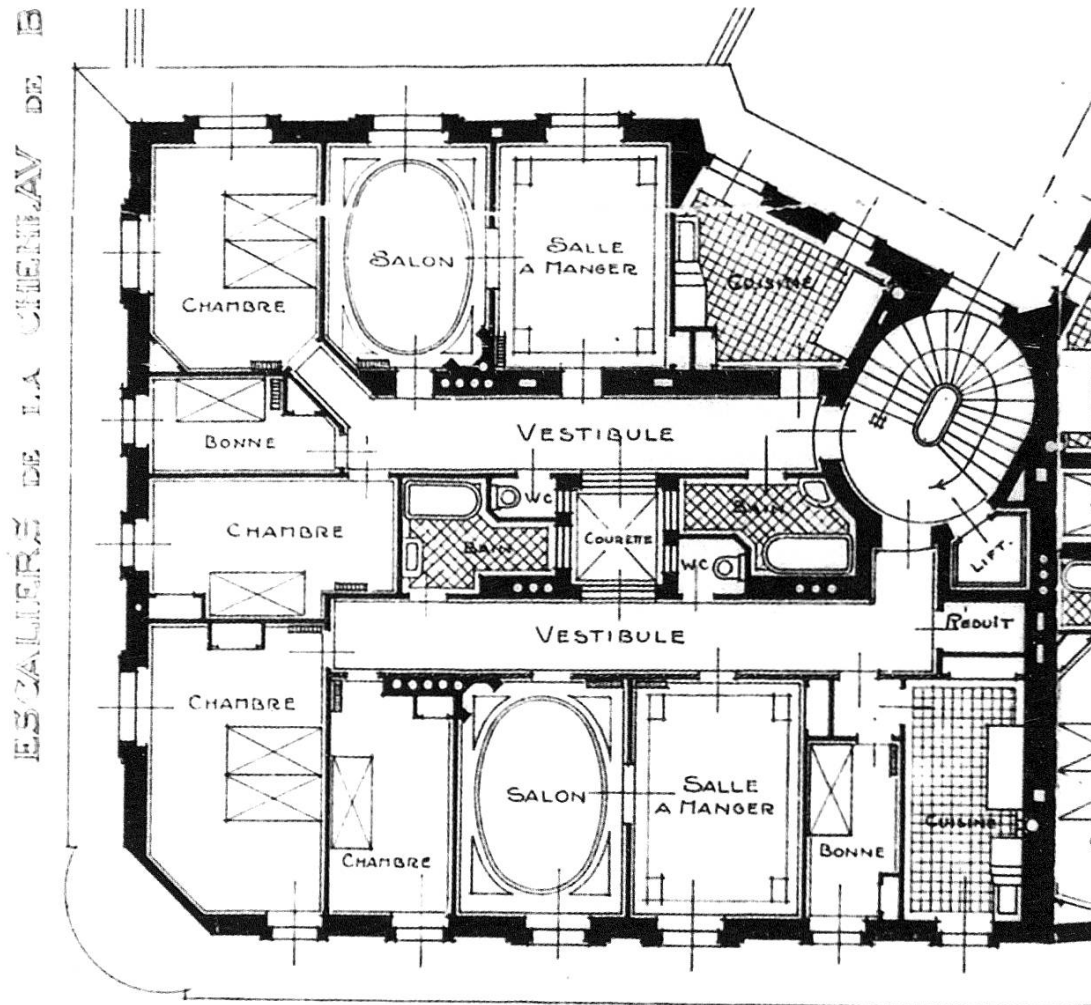 ESCALIERS DE LA CHENLAV DE B
SALON
SALLE
A MANGER
CUISINE
CHAMBRE
BONNE
VESTIBULE
CHAMBRE
BAIN
WC
COURETTE
BAIN
WC
LIFT.
VESTIBULE
RÉDUIT
CHAMBRE
CHAMBRE
SALON
SALLE
A MANGER
BONNE
CUISINE